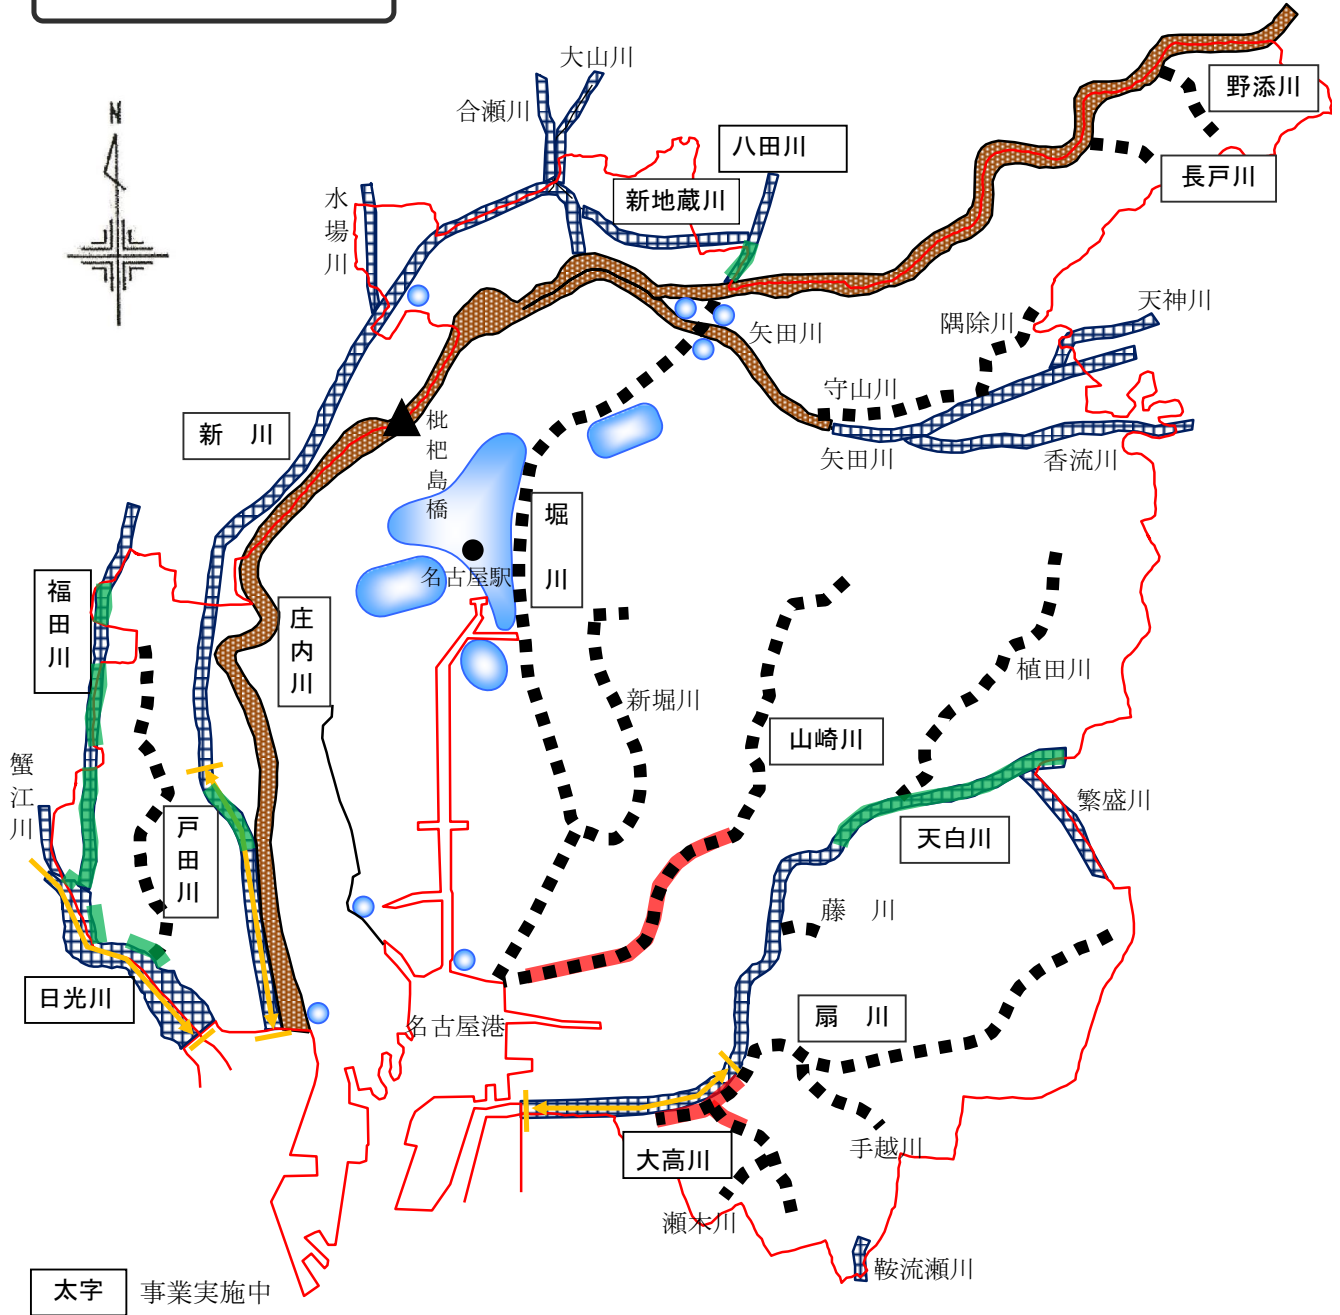 大山川
合瀬川
N
野添川
八田川
長戸川
新地蔵川
水場川
天神川
隅除川
矢田川
守山川
枇杷島橋
新　川
矢田川
香流川
堀川
名古屋駅
福田川
庄内川
植田川
新堀川
山崎川
蟹江川
繁盛川
戸田川
天白川
藤　川
日光川
名古屋港
扇　川
手越川
大高川
瀬木川
鞍流瀬川
太字　事業実施中